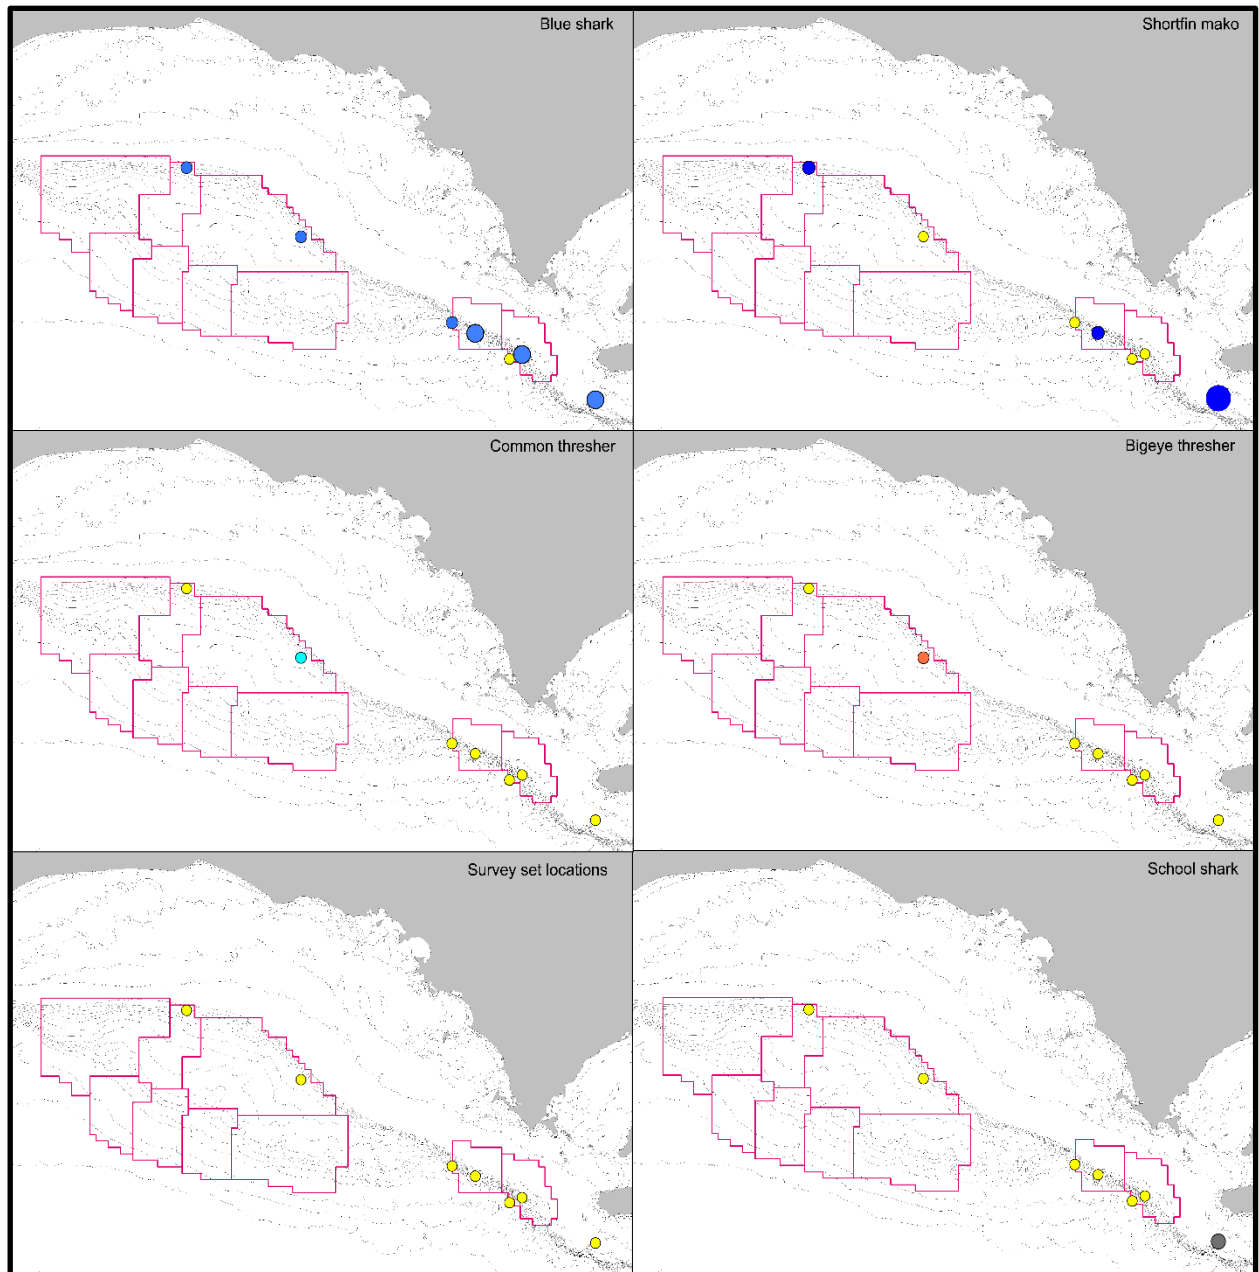 Blue shark
Shortfin mako
Common thresher
Bigeye thresher
Survey set locations
School shark